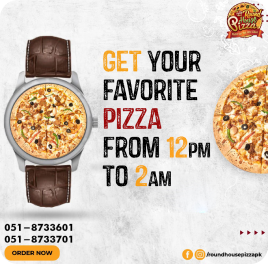 GET YOUR
FAVORITE
PIZZA
FROM 12PM
TO 2AM
051-8733601
051-8733701
ORDER NOW
/roundhousepizzapk